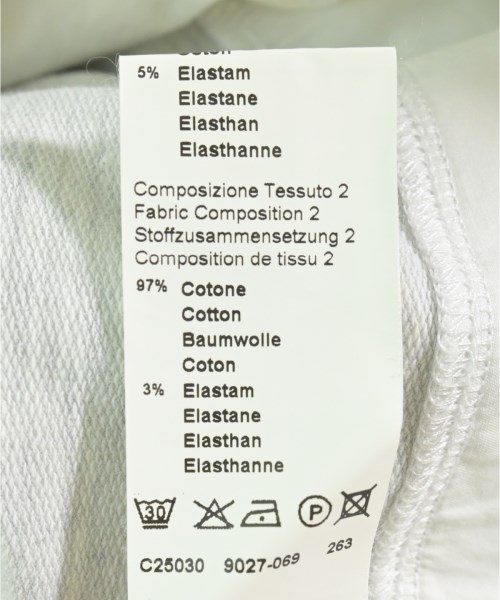 Coton
5% Elastam
Elastane
Elasthan
Elasthanne
Composizione Tessuto 2
Fabric Composition 2
Stoffzusammensetzung 2
Composition de tissu 2
97% Cotone
Cotton
Baumwolle
Coton
3% Elastam
Elastane
Elasthan
Elasthanne
30 P
C25030 9027-069 263